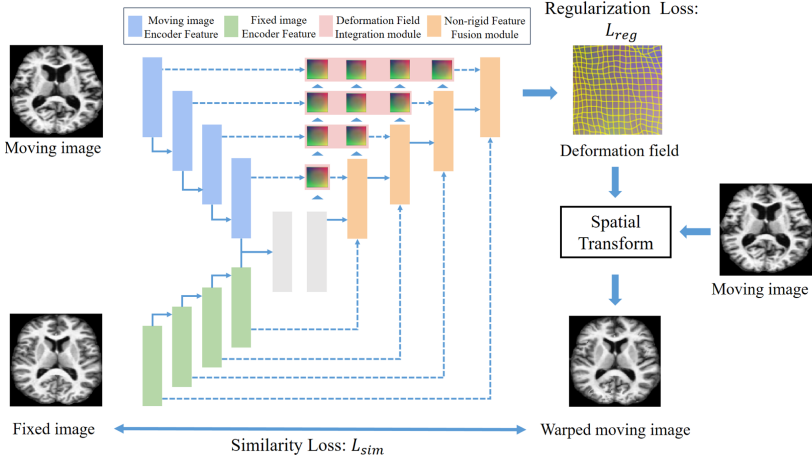 Moving image
Encoder Feature
Fixed image
Encoder Feature
Deformation Field
Integration module
Non-rigid Feature
Fusion module
Regularization Loss:
L_reg
Moving image
Deformation field
Spatial
Transform
Moving image
Fixed image
Similarity Loss: L_sim
Warped moving image